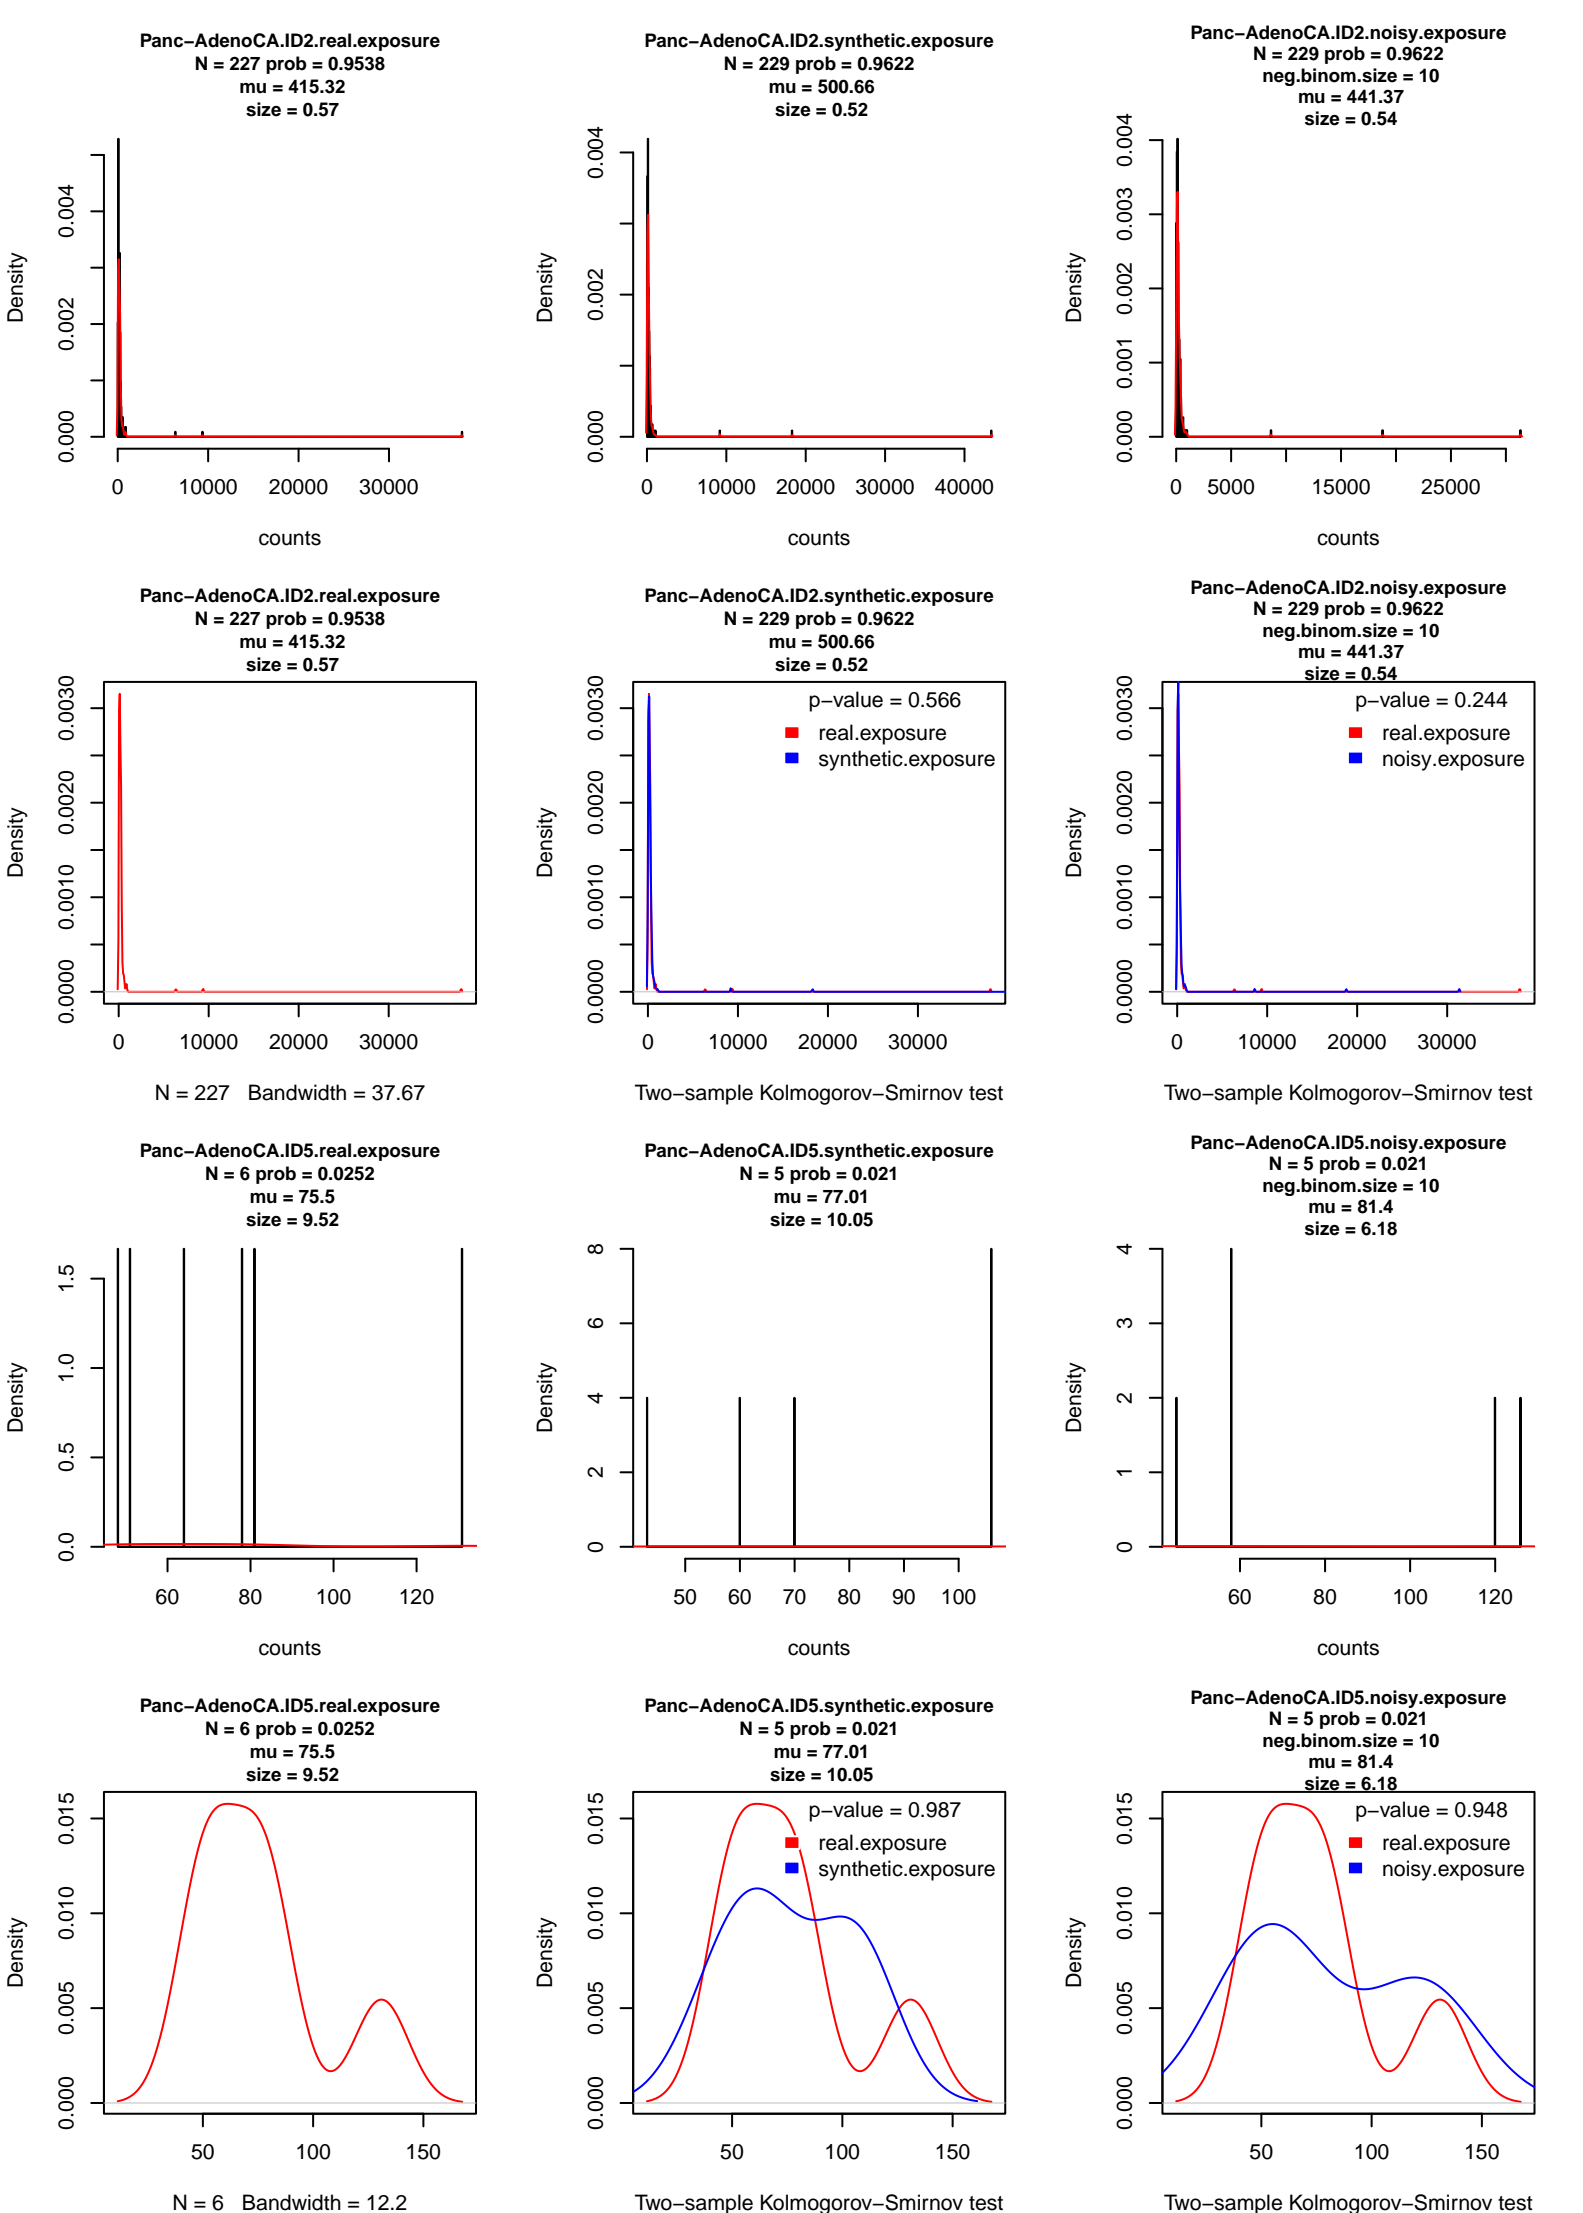 Panc−AdenoCA.ID2.real.exposure
N = 227 prob = 0.9538
mu = 415.32
size = 0.57
Density
0.000 0.002 0.004
0 10000 20000 30000
counts
Panc−AdenoCA.ID2.synthetic.exposure
N = 229 prob = 0.9622
mu = 500.66
size = 0.52
Density
0.000 0.002 0.004
0 10000 20000 30000 40000
counts
Panc−AdenoCA.ID2.noisy.exposure
N = 229 prob = 0.9622
neg.binom.size = 10
mu = 441.37
size = 0.54
Density
0.000 0.001 0.002 0.003 0.004
0 5000 15000 25000
counts
Panc−AdenoCA.ID2.real.exposure
N = 227 prob = 0.9538
mu = 415.32
size = 0.57
Density
0.0000 0.0010 0.0020 0.0030
0 10000 20000 30000
N = 227 Bandwidth = 37.67
Panc−AdenoCA.ID2.synthetic.exposure
N = 229 prob = 0.9622
mu = 500.66
size = 0.52
p−value = 0.566
real.exposure
synthetic.exposure
Density
0.0000 0.0010 0.0020 0.0030
0 10000 20000 30000
Two−sample Kolmogorov−Smirnov test
Panc−AdenoCA.ID2.noisy.exposure
N = 229 prob = 0.9622
neg.binom.size = 10
mu = 441.37
size = 0.54
p−value = 0.244
real.exposure
noisy.exposure
Density
0.0000 0.0010 0.0020 0.0030
0 10000 20000 30000
Two−sample Kolmogorov−Smirnov test
Panc−AdenoCA.ID5.real.exposure
N = 6 prob = 0.0252
mu = 75.5
size = 9.52
Density
0.0 0.5 1.0 1.5
60 80 100 120
counts
Panc−AdenoCA.ID5.synthetic.exposure
N = 5 prob = 0.021
mu = 77.01
size = 10.05
Density
0 2 4 6 8
50 60 70 80 90 100
counts
Panc−AdenoCA.ID5.noisy.exposure
N = 5 prob = 0.021
neg.binom.size = 10
mu = 81.4
size = 6.18
Density
0 1 2 3 4
60 80 100 120
counts
Panc−AdenoCA.ID5.real.exposure
N = 6 prob = 0.0252
mu = 75.5
size = 9.52
Density
0.000 0.005 0.010 0.015
50 100 150
N = 6 Bandwidth = 12.2
Panc−AdenoCA.ID5.synthetic.exposure
N = 5 prob = 0.021
mu = 77.01
size = 10.05
p−value = 0.987
real.exposure
synthetic.exposure
Density
0.000 0.005 0.010 0.015
50 100 150
Two−sample Kolmogorov−Smirnov test
Panc−AdenoCA.ID5.noisy.exposure
N = 5 prob = 0.021
neg.binom.size = 10
mu = 81.4
size = 6.18
p−value = 0.948
real.exposure
noisy.exposure
Density
0.000 0.005 0.010 0.015
50 100 150
Two−sample Kolmogorov−Smirnov test